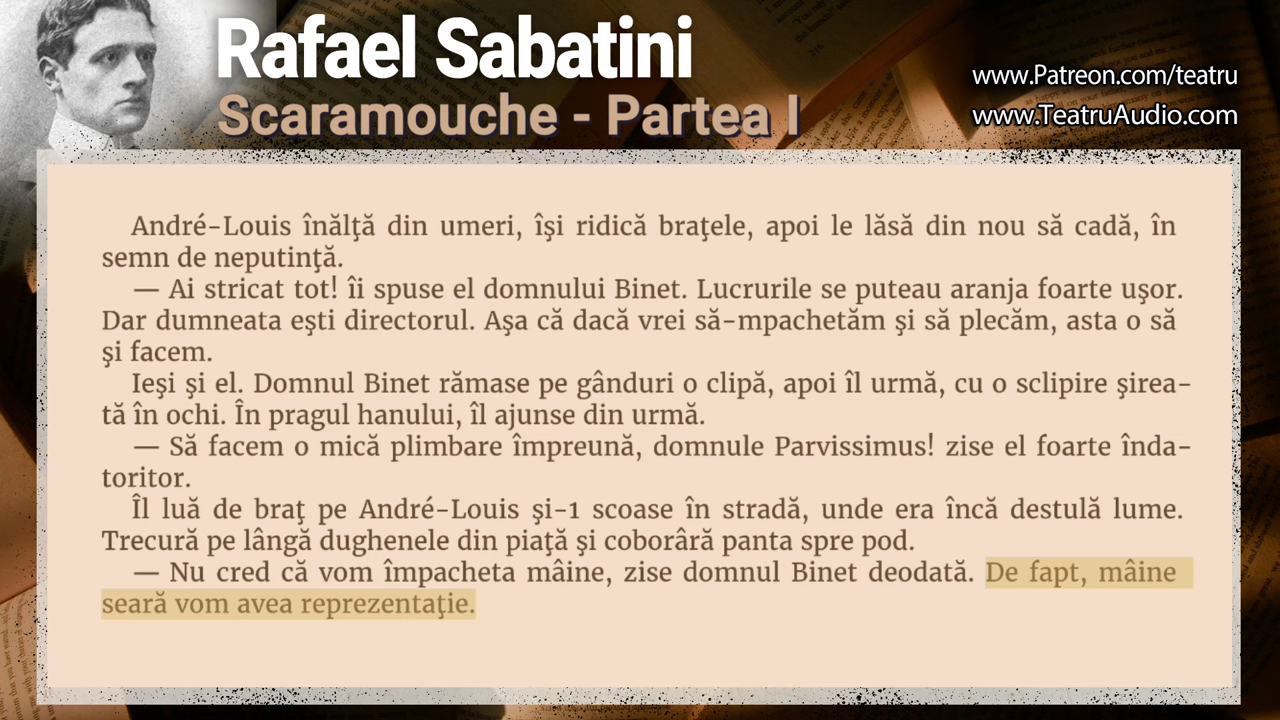 Rafael Sabatini
Scaramouche - Partea I
www.Patreon.com/teatru
www.TeatruAudio.com
André-Louis înălţă din umeri, îşi ridică braţele, apoi le lăsă din nou să cadă, în
semn de neputinţă.
— Ai stricat tot! îi spuse el domnului Binet. Lucrurile se puteau aranja foarte uşor.
Dar dumneata eşti directorul. Aşa că dacă vrei să-mpachetăm şi să plecăm, asta o să
şi facem.
Ieşi şi el. Domnul Binet rămase pe gânduri o clipă, apoi îl urmă, cu o sclipire şirea-
tă în ochi. În pragul hanului, îl ajunse din urmă.
— Să facem o mică plimbare împreună, domnule Parvissimus! zise el foarte înda-
toritor.
Îl luă de braţ pe André-Louis şi-1 scoase în stradă, unde era încă destulă lume.
Trecură pe lângă dughenele din piaţă şi coborâră panta spre pod.
— Nu cred că vom împacheta mâine, zise domnul Binet deodată. De fapt, mâine
seară vom avea reprezentaţie.